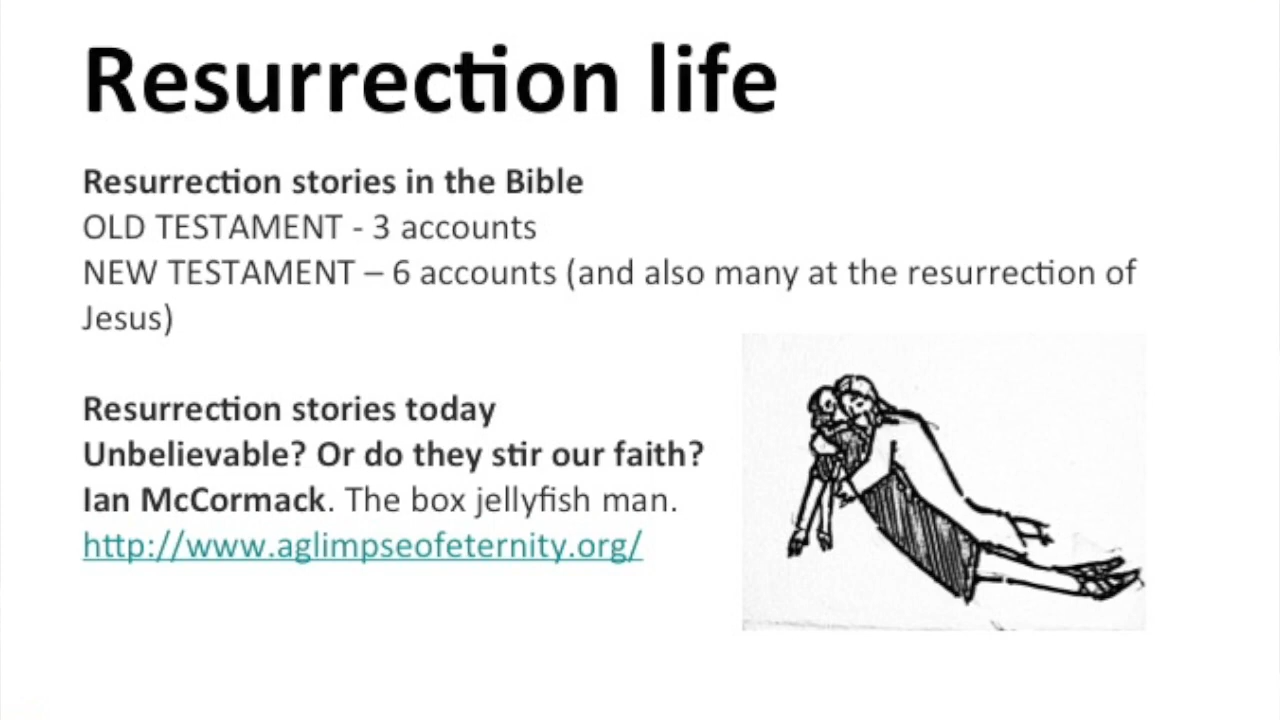 Resurrection life
Resurrection stories in the Bible
OLD TESTAMENT - 3 accounts
NEW TESTAMENT – 6 accounts (and also many at the resurrection of
Jesus)
Resurrection stories today
Unbelievable? Or do they stir our faith?
Ian McCormack. The box jellyfish man.
http://www.aglimpseofeternity.org/